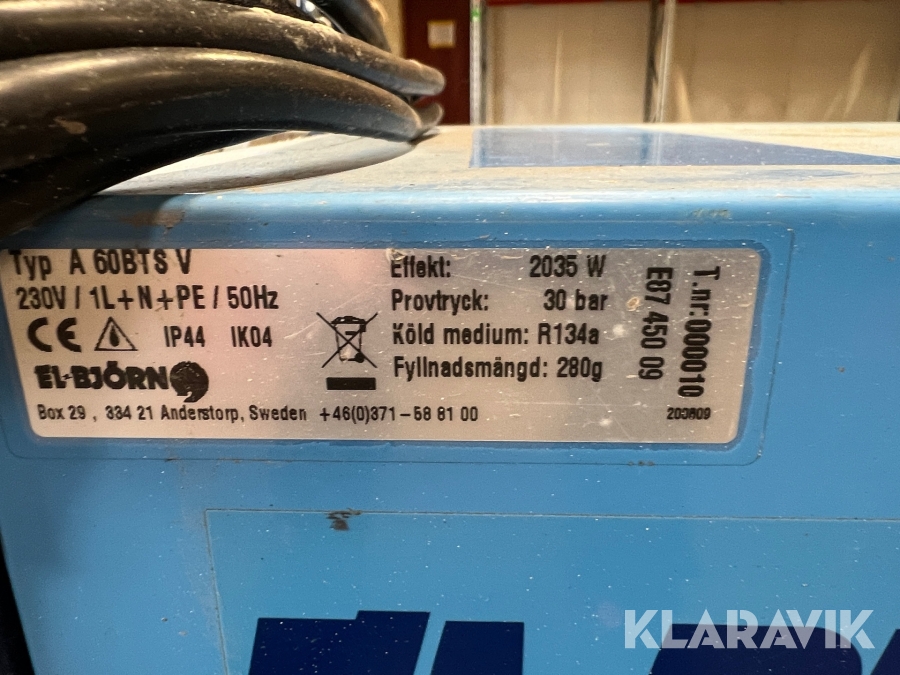 Typ A 60BTS V
230V / 1L+N+PE / 50Hz
CE IP44 IK04
EL-BJÖRN
Box 29 , 334 21 Anderstorp, Sweden +46(0)371-58 81 00
Effekt: 2035 W
Provtryck: 30 bar
Köld medium: R134a
Fyllnadsmängd: 280g
T.nr:000010
E87 450 09
200809
KLARAVIK